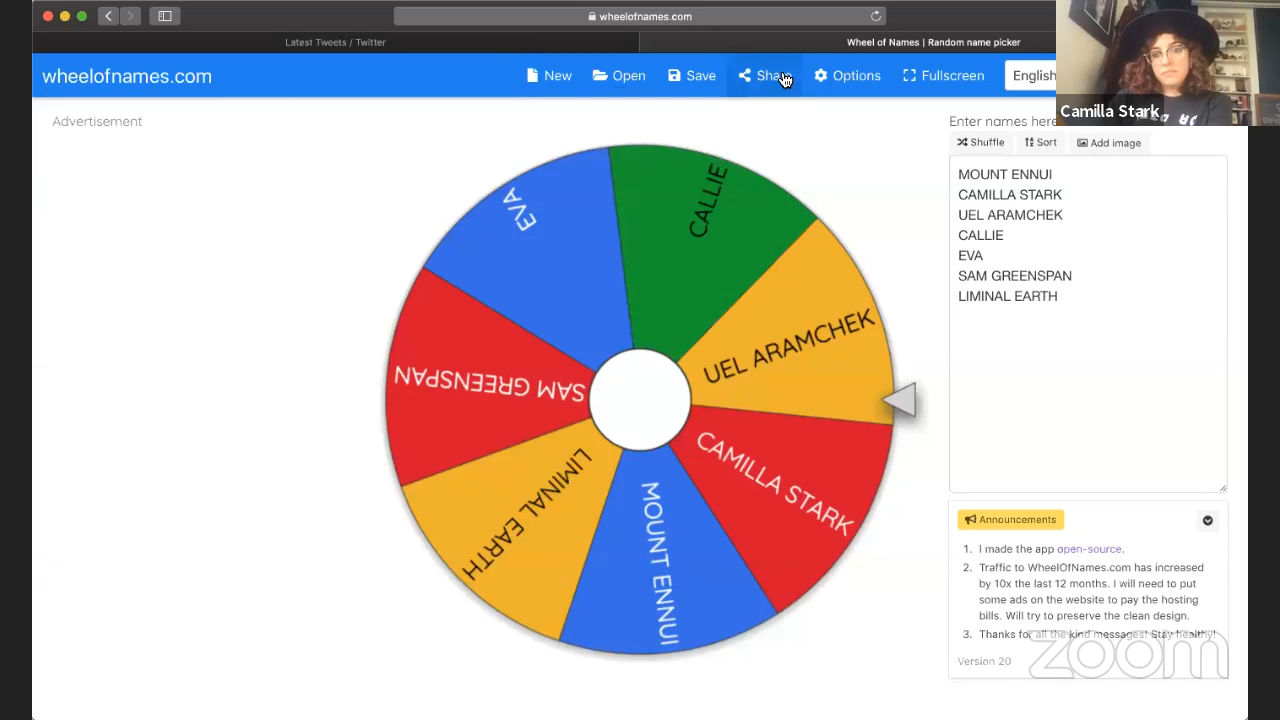 wheelofnames.com
Latest Tweets / Twitter
Wheel of Names | Random name picker
wheelofnames.com
New
Open
Save
Share
Options
Fullscreen
English
Camilla Stark
Advertisement
Enter names here
Shuffle
Sort
Add image
MOUNT ENNUI
CAMILLA STARK
UEL ARAMCHEK
CALLIE
EVA
SAM GREENSPAN
LIMINAL EARTH
EVA
CALLIE
UEL ARAMCHEK
CAMILLA STARK
MOUNT ENNUI
LIMINAL EARTH
SAM GREENSPAN
Announcements
1. I made the app open-source.
2. Traffic to WheelOfNames.com has increased
by 10x the last 12 months. I will need to put
some ads on the website to pay the hosting
bills. Will try to preserve the clean design.
3. Thanks for all the kind messages! Stay healthy!
Version 20
zoom